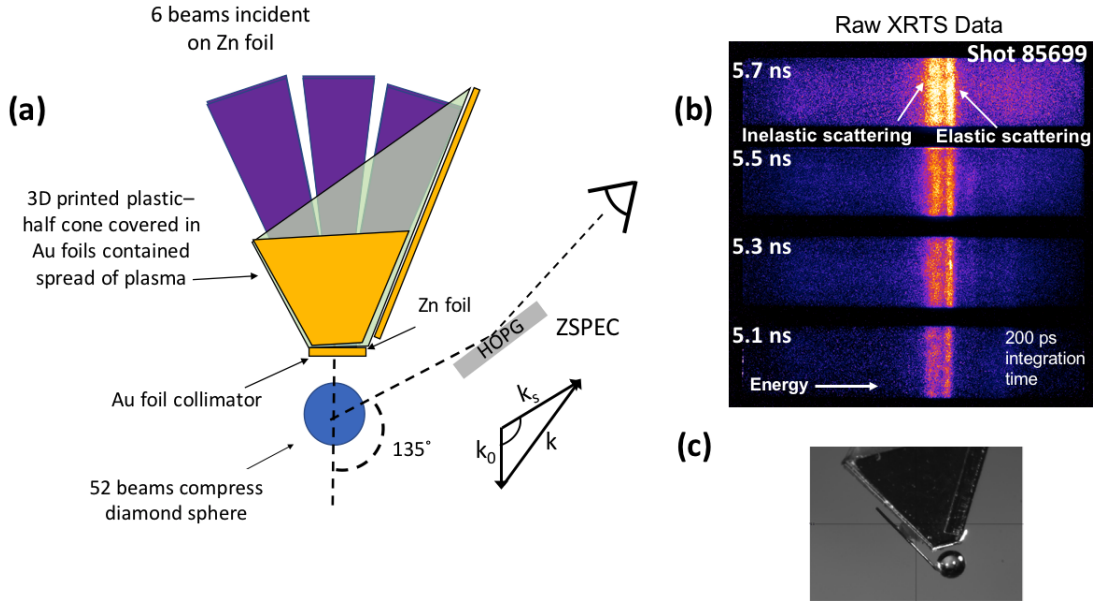 6 beams incident
on Zn foil
(a)
3D printed plastic–
half cone covered in
Au foils contained
spread of plasma
Zn foil
HOPG
ZSPEC
Au foil collimator
135˚
k₀
kₛ
k
52 beams compress
diamond sphere
Raw XRTS Data
(b)
5.7 ns
Shot 85699
Inelastic scattering
Elastic scattering
5.5 ns
5.3 ns
5.1 ns
200 ps
integration
time
Energy
(c)